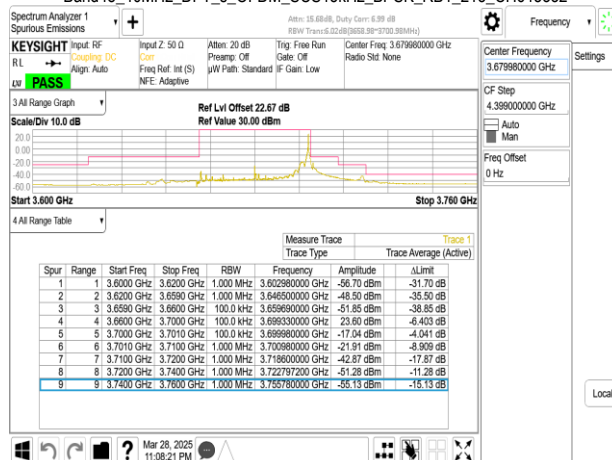 Spectrum Analyzer 1
Spurious Emissions
Attn: 15.68dB, Duty Corr: 6.99 dB
Frequency
Settings
KEYSIGHT
Input: RF
Coupling: DC
Align: Auto
Input Z: 50 Ω
Corr
Freq Ref: Int (S)
NFE: Adaptive
Atten: 20 dB
Preamp: Off
µW Path: Standard
Trig: Free Run
Gate: Off
IF Gain: Low
Center Freq: 3.679980000 GHz
Radio Std: None
RL
LXI
PASS
Center Frequency
3.679980000 GHz
CF Step
4.399000000 GHz
Auto
Man
Freq Offset
0 Hz
3 All Range Graph
Scale/Div 10.0 dB
Ref Lvl Offset 22.67 dB
Ref Value 30.00 dBm
20.0
0.00
-20.0
-40.0
-60.0
Start 3.600 GHz
Stop 3.760 GHz
4 All Range Table
Measure Trace Trace 1
Trace Type Trace Average (Active)
Spur Range Start Freq Stop Freq RBW Frequency Amplitude ΔLimit
1 1 3.6000 GHz 3.6200 GHz 1.000 MHz 3.602980000 GHz -56.70 dBm -31.70 dB
2 2 3.6200 GHz 3.6590 GHz 1.000 MHz 3.646500000 GHz -48.50 dBm -35.50 dB
3 3 3.6590 GHz 3.6600 GHz 100.0 kHz 3.659690000 GHz -51.85 dBm -38.85 dB
4 4 3.6600 GHz 3.7000 GHz 100.0 kHz 3.699330000 GHz 23.60 dBm -6.403 dB
5 5 3.7000 GHz 3.7010 GHz 100.0 kHz 3.699980000 GHz -17.04 dBm -4.041 dB
6 6 3.7010 GHz 3.7100 GHz 1.000 MHz 3.700980000 GHz -21.91 dBm -8.909 dB
7 7 3.7100 GHz 3.7200 GHz 1.000 MHz 3.718600000 GHz -42.87 dBm -17.87 dB
8 8 3.7200 GHz 3.7400 GHz 1.000 MHz 3.722797200 GHz -51.28 dBm -11.28 dB
9 9 3.7400 GHz 3.7600 GHz 1.000 MHz 3.755780000 GHz -55.13 dBm -15.13 dB
Local
Mar 28, 2025
11:08:21 PM